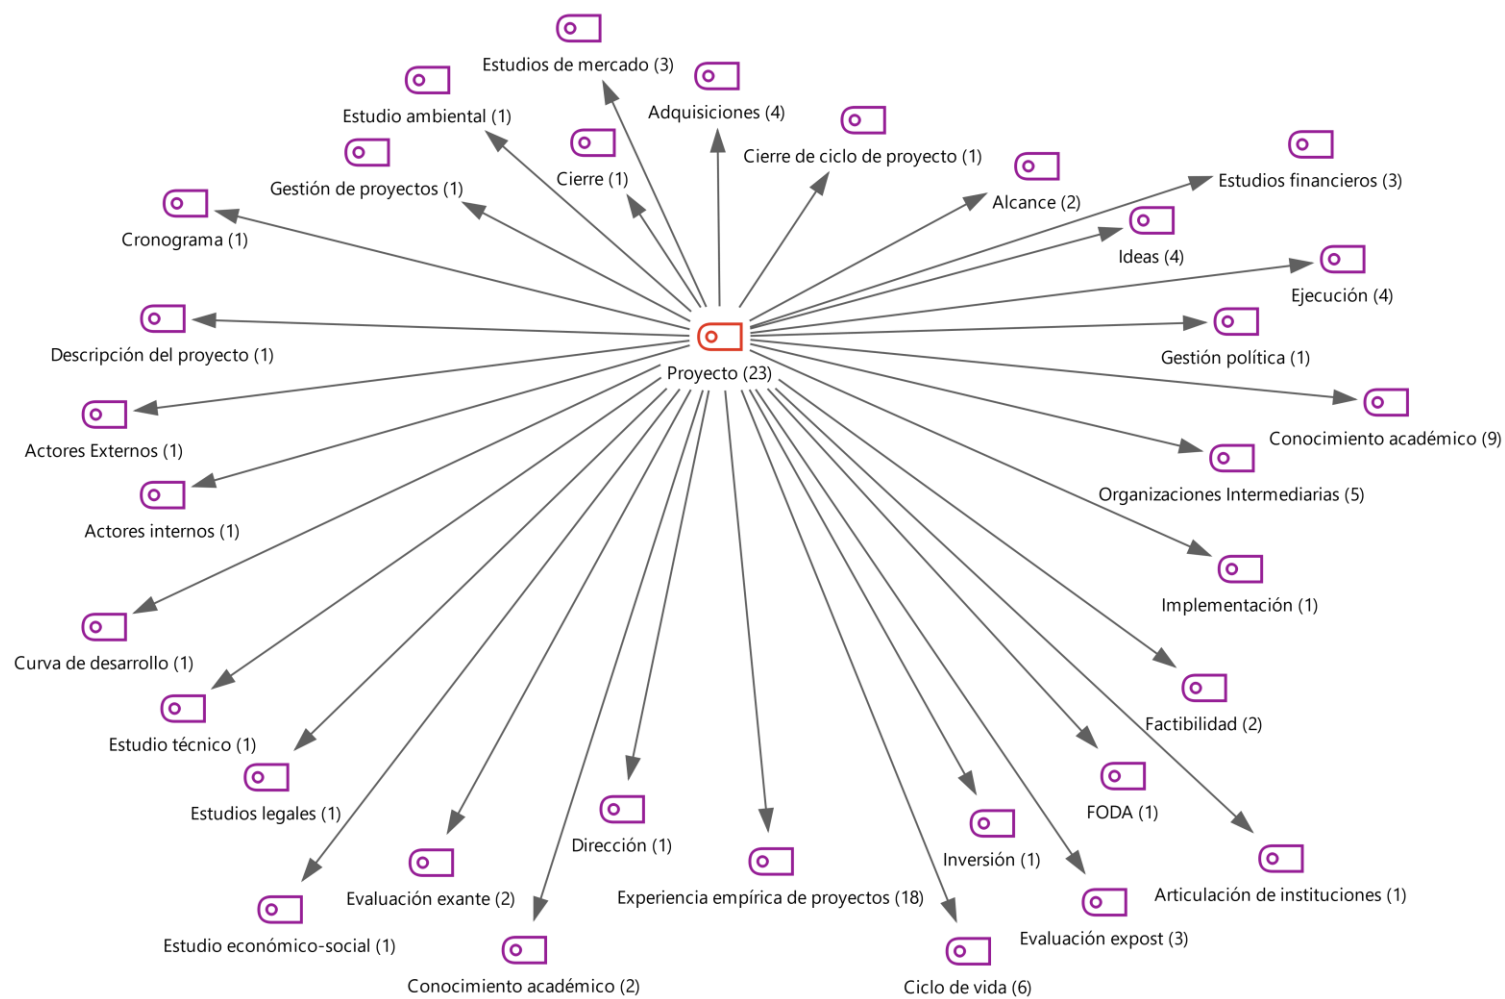 Estudios de mercado (3)
Estudio ambiental (1)
Adquisiciones (4)
Cierre de ciclo de proyecto (1)
Gestión de proyectos (1)
Cierre (1)
Alcance (2)
Estudios financieros (3)
Cronograma (1)
Ideas (4)
Ejecución (4)
Descripción del proyecto (1)
Gestión política (1)
Proyecto (23)
Actores Externos (1)
Conocimiento académico (9)
Organizaciones Intermediarias (5)
Actores internos (1)
Implementación (1)
Curva de desarrollo (1)
Factibilidad (2)
Estudio técnico (1)
Estudios legales (1)
FODA (1)
Dirección (1)
Inversión (1)
Evaluación exante (2)
Experiencia empírica de proyectos (18)
Articulación de instituciones (1)
Estudio económico-social (1)
Evaluación expost (3)
Conocimiento académico (2)
Ciclo de vida (6)